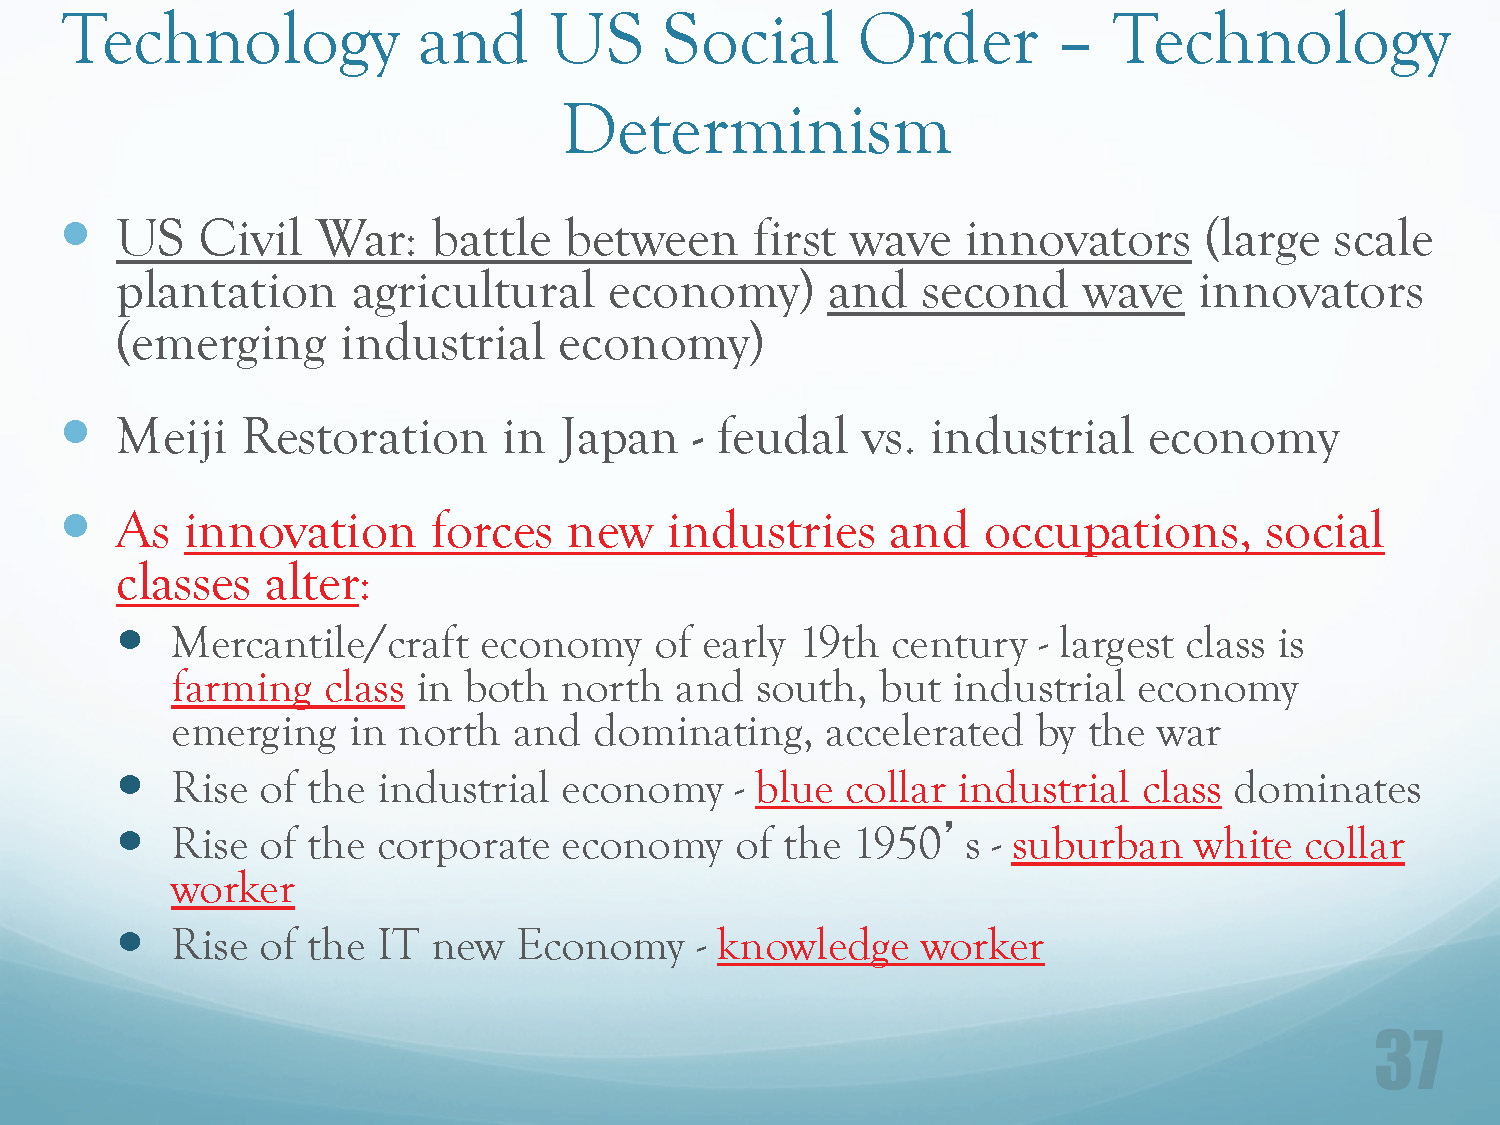 Technology and US Social Order – Technology
Determinism
• US Civil War: battle between first wave innovators (large scale
plantation agricultural economy) and second wave innovators
(emerging industrial economy)
• Meiji Restoration in Japan - feudal vs. industrial economy
• As innovation forces new industries and occupations, social
classes alter:
• Mercantile/craft economy of early 19th century - largest class is
farming class in both north and south, but industrial economy
emerging in north and dominating, accelerated by the war
• Rise of the industrial economy - blue collar industrial class dominates
• Rise of the corporate economy of the 1950’s - suburban white collar
worker
• Rise of the IT new Economy - knowledge worker
37